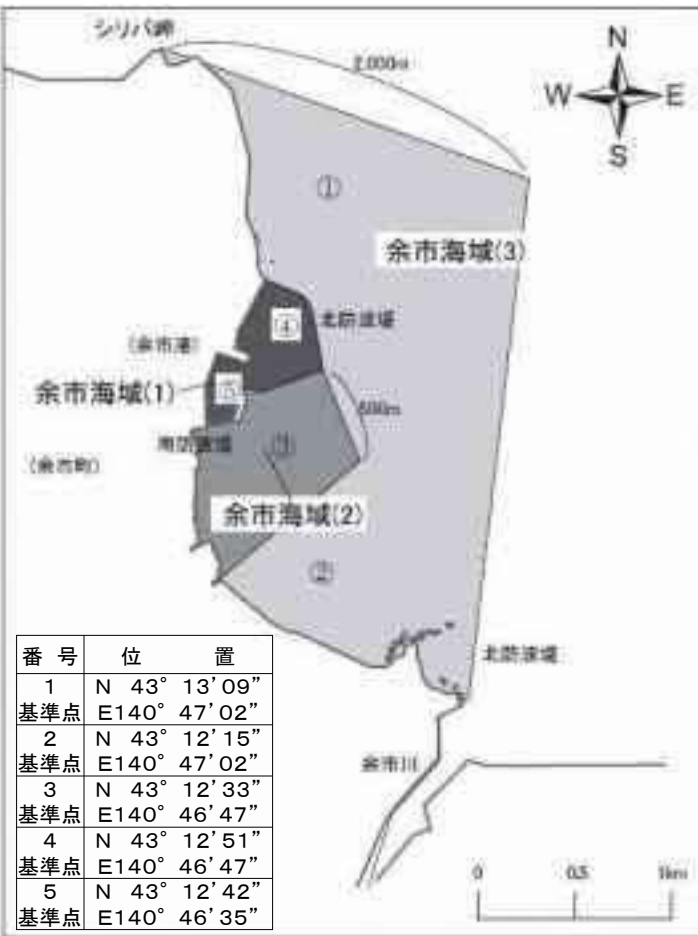 シリパ岬
2,000m
N
W
E
S
①
余市海域(3)
④
北防波堤
(余市港)
⑤
余市海域(1)
500m
南防波堤
③
(余市町)
余市海域(2)
②
北防波堤
余市川
0 0.5 1km
番 号 位 置
1 N 43° 13’09”
基準点 E140° 47’02”
2 N 43° 12’15”
基準点 E140° 47’02”
3 N 43° 12’33”
基準点 E140° 46’47”
4 N 43° 12’51”
基準点 E140° 46’47”
5 N 43° 12’42”
基準点 E140° 46’35”